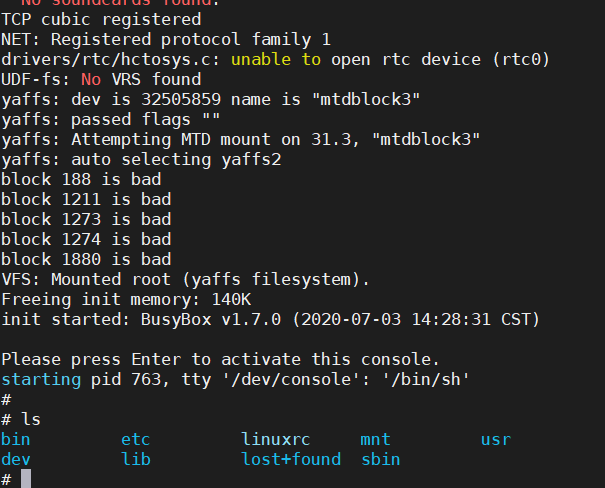 No soundcards found.
TCP cubic registered
NET: Registered protocol family 1
drivers/rtc/hctosys.c: unable to open rtc device (rtc0)
UDF-fs: No VRS found
yaffs: dev is 32505859 name is "mtdblock3"
yaffs: passed flags ""
yaffs: Attempting MTD mount on 31.3, "mtdblock3"
yaffs: auto selecting yaffs2
block 188 is bad
block 1211 is bad
block 1273 is bad
block 1274 is bad
block 1880 is bad
VFS: Mounted root (yaffs filesystem).
Freeing init memory: 140K
init started: BusyBox v1.7.0 (2020-07-03 14:28:31 CST)
Please press Enter to activate this console.
starting pid 763, tty '/dev/console': '/bin/sh'
#
# ls
bin etc linuxrc mnt usr
dev lib lost+found sbin
#